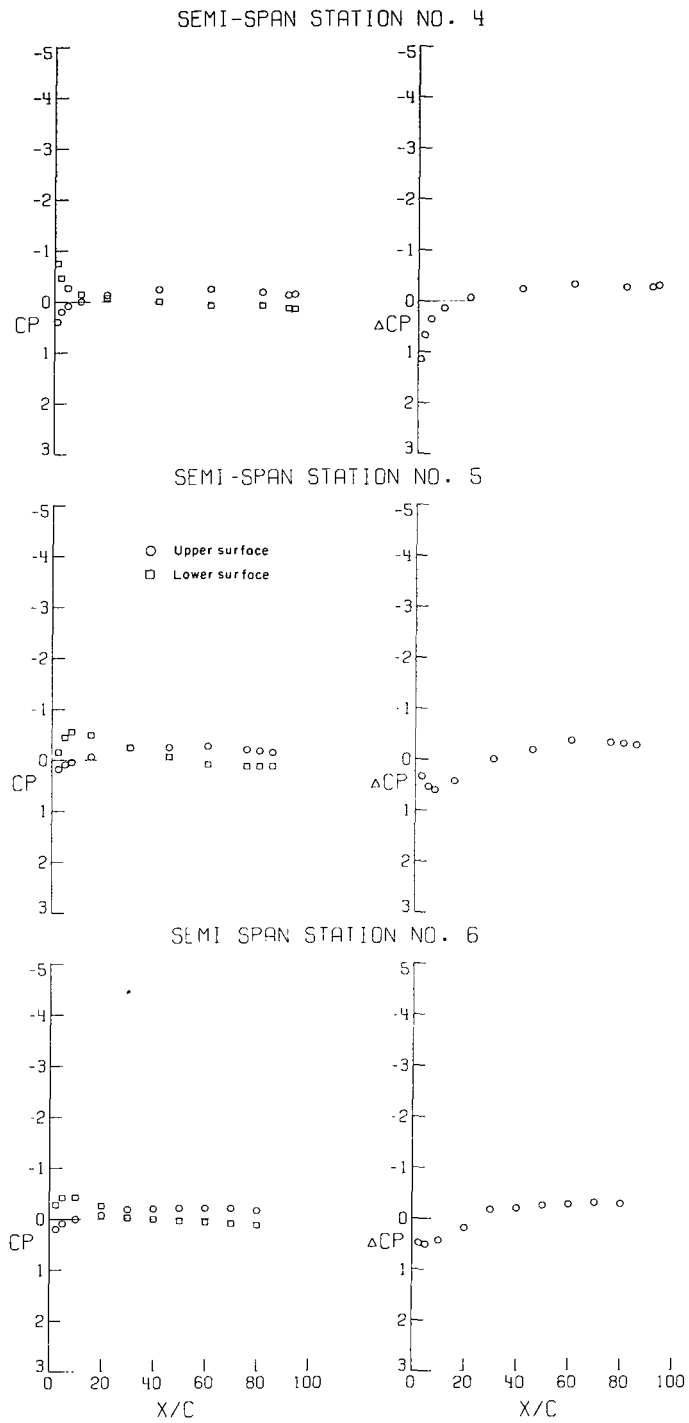 SEMI-SPAN STATION NO. 4
-5 -5
-4 -4
-3 -3
-2 -2
-1 -1
0 0
CP ΔCP
1 1
2 2
3 3
SEMI-SPAN STATION NO. 5
-5 -5
-4 -4
○ Upper surface
□ Lower surface
-3 -3
-2 -2
-1 -1
0 0
CP ΔCP
1 1
2 2
3 3
SEMI SPAN STATION NO. 6
-5 5
-4 -4
-3 -3
-2 -2
-1 -1
0 0
CP ΔCP
1 1
2 2
3 3
0 20 40 60 80 100 0 20 40 60 80 100
X/C X/C